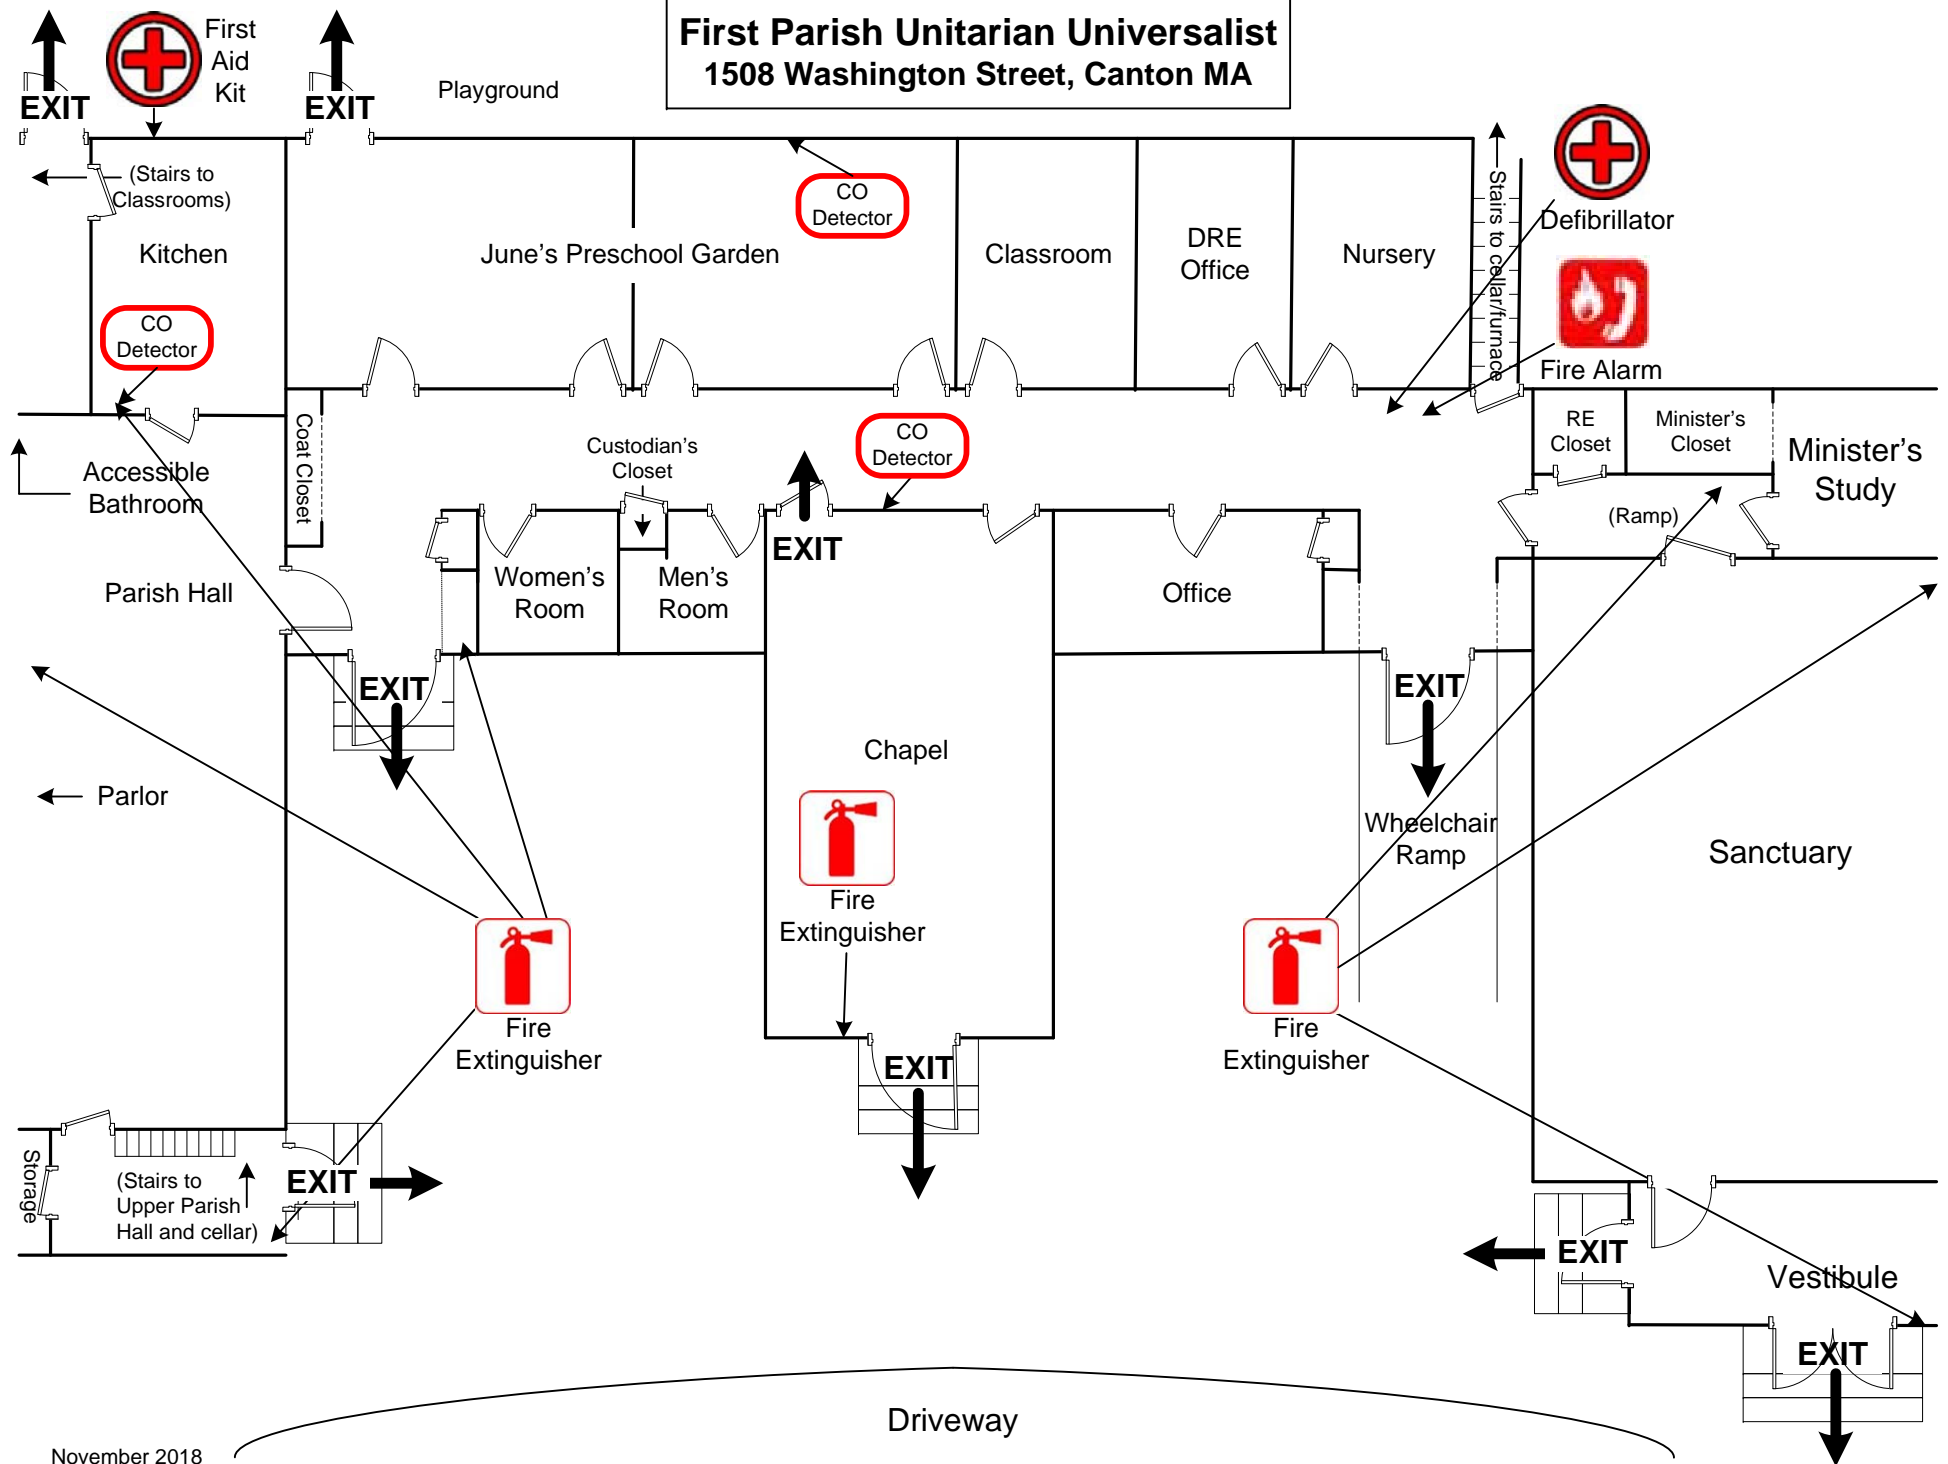 First Parish Unitarian Universalist
1508 Washington Street, Canton MA
First
Aid
Kit
EXIT
EXIT
Playground
(Stairs to
Classrooms)
Kitchen
CO
Detector
June's Preschool Garden
CO
Detector
Classroom
DRE
Office
Nursery
Stairs to cellar/furnace
Defibrillator
Fire Alarm
Accessible
Bathroom
Coat Closet
Custodian's
Closet
CO
Detector
RE
Closet
Minister's
Closet
Minister's
Study
(Ramp)
EXIT
Parish Hall
Women's
Room
Men's
Room
Office
EXIT
EXIT
Parlor
Chapel
Wheelchair
Ramp
Sanctuary
Fire
Extinguisher
Fire
Extinguisher
Fire
Extinguisher
EXIT
Storage
(Stairs to
Upper Parish
Hall and cellar)
EXIT
EXIT
Vestibule
EXIT
Driveway
November 2018